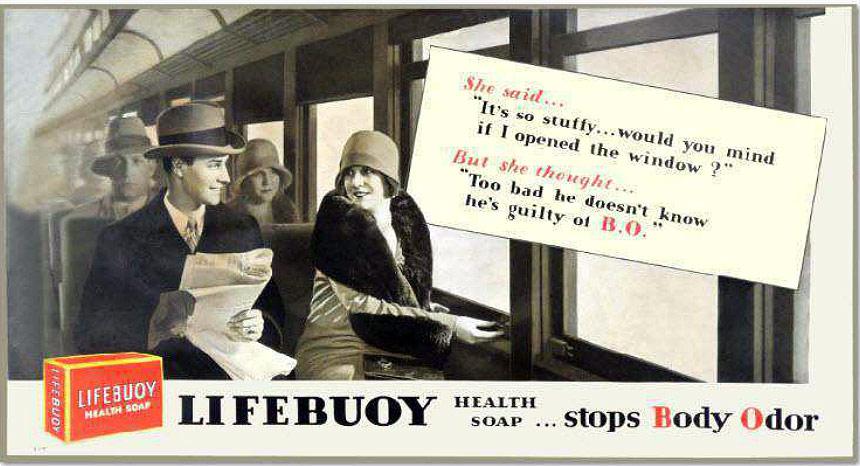 She said...
"It's so stuffy...would you mind
if I opened the window?"
But she thought...
"Too bad he doesn't know
he's guilty of B.O."
LIFEBUOY
LIFEBUOY
HEALTH SOAP
LIFEBUOY HEALTH
SOAP ... stops Body Odor